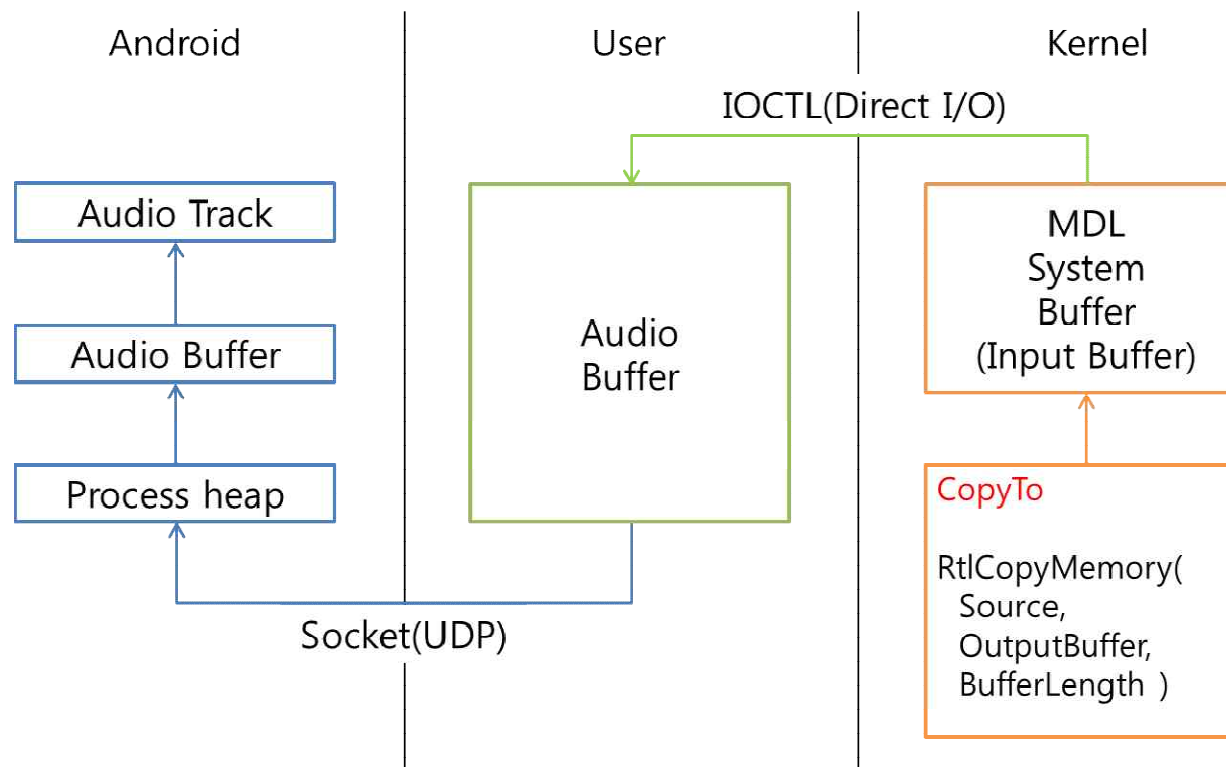 Android
User
Kernel
IOCTL(Direct I/O)
Audio Track
Audio Buffer
Process heap
Audio
Buffer
MDL
System
Buffer
(Input Buffer)
CopyTo
RtlCopyMemory(
Source,
OutputBuffer,
BufferLength )
Socket(UDP)